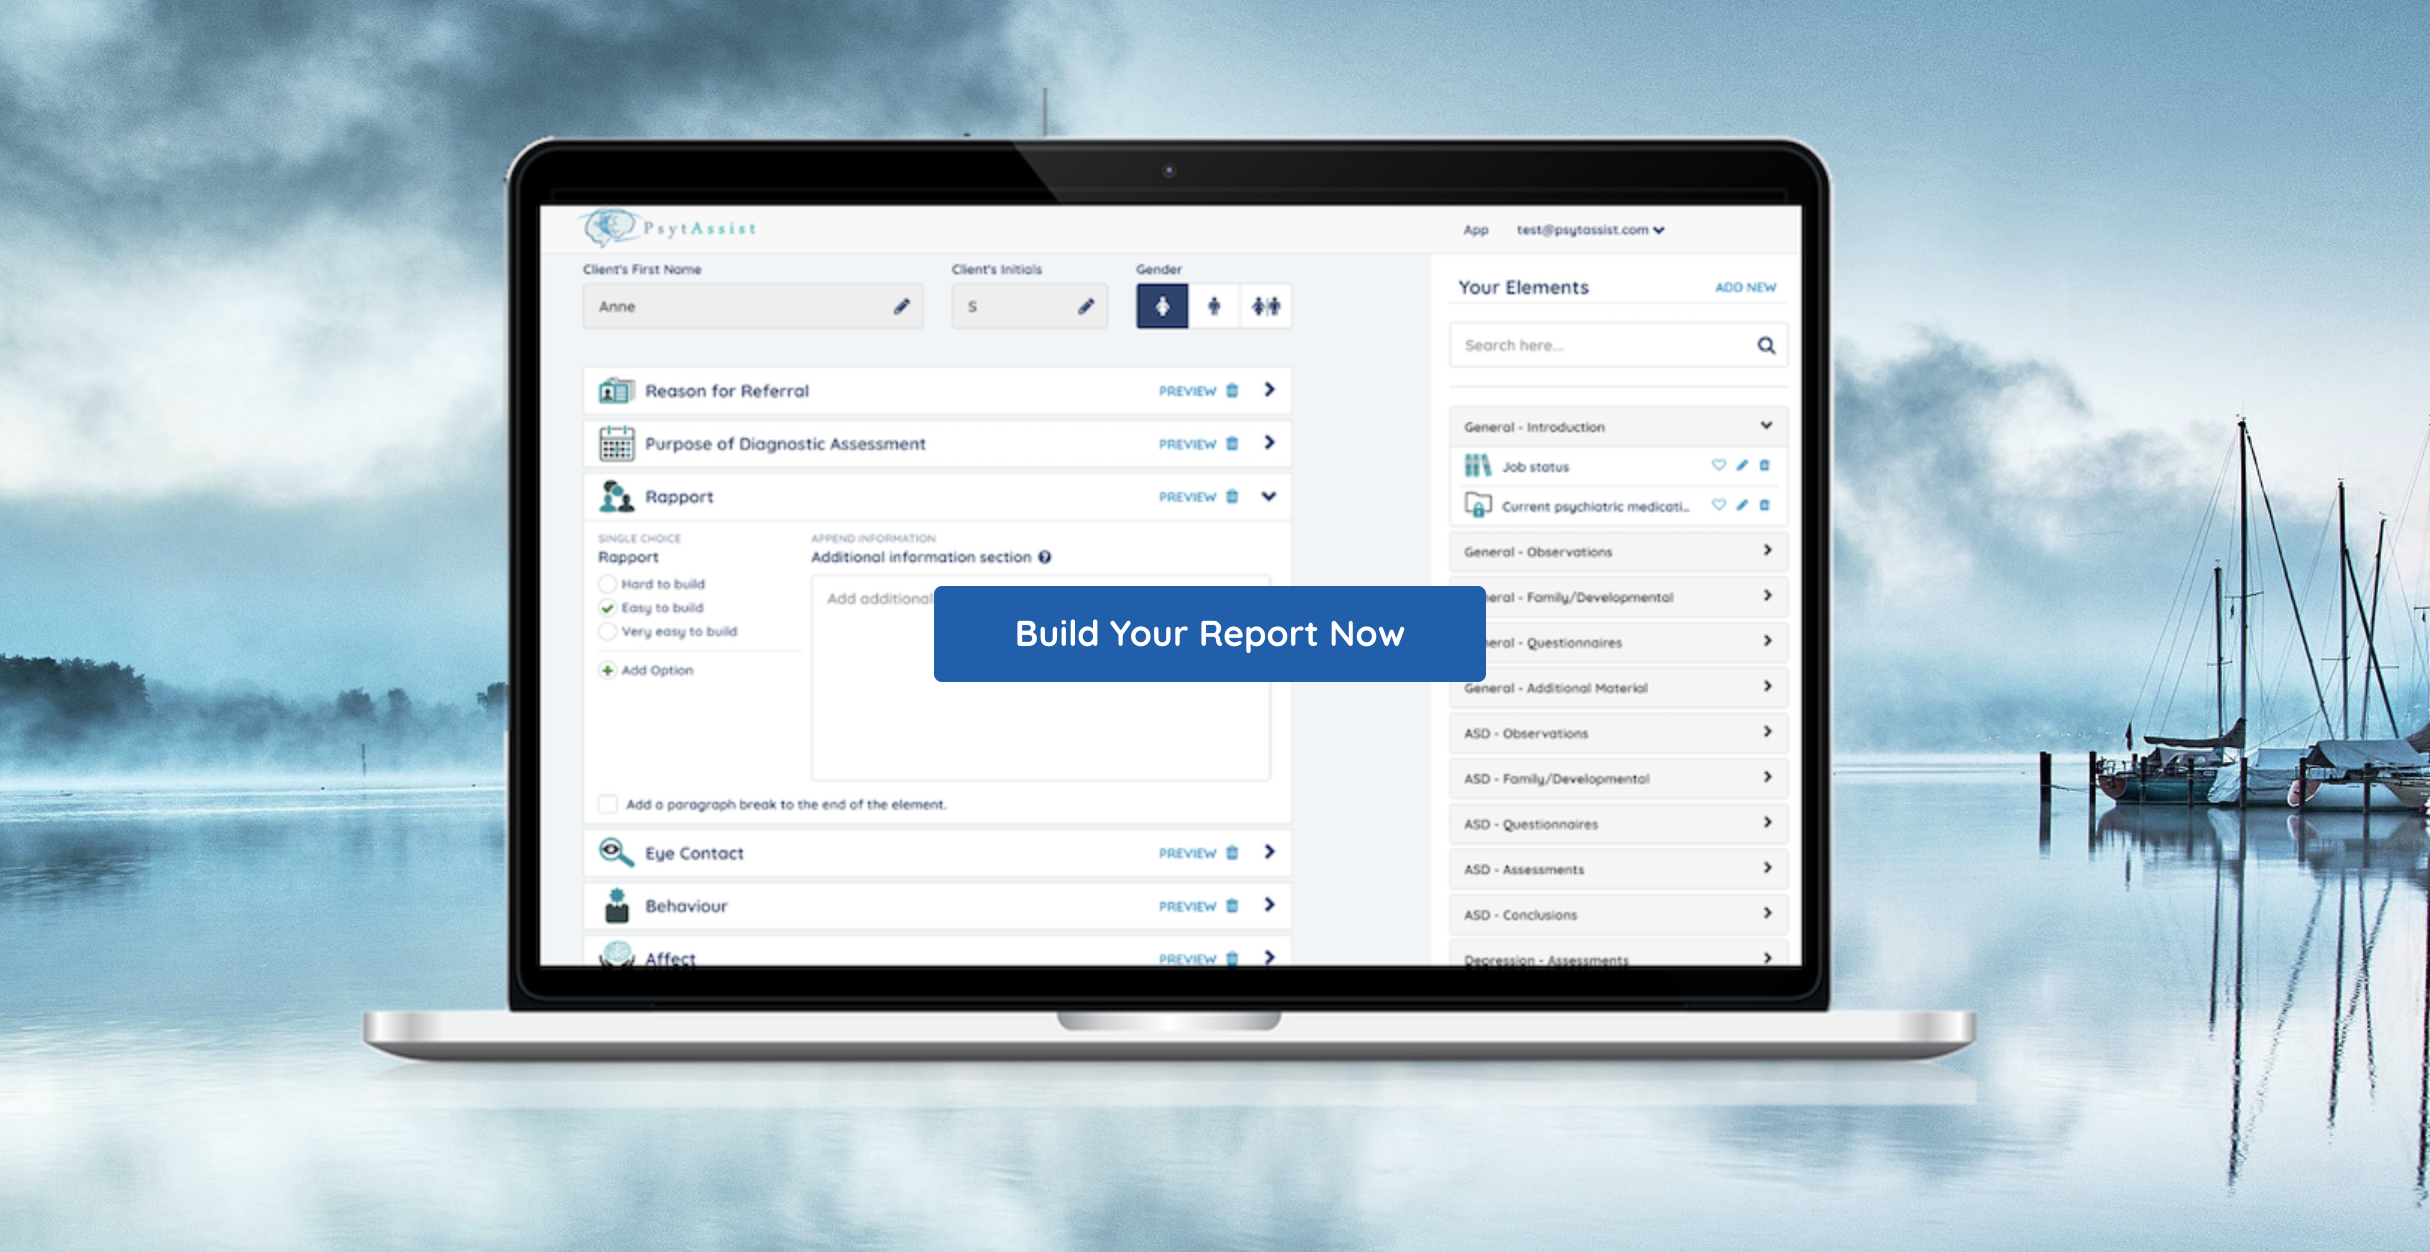 PsytAssist
App test@psytassist.com
Client's First Name Client's Initials Gender
Anne S
Reason for Referral PREVIEW
Purpose of Diagnostic Assessment PREVIEW
Rapport PREVIEW
SINGLE CHOICE
Rapport
Hard to build
Easy to build
Very easy to build
Add Option
APPEND INFORMATION
Additional information section
Add additional
Add a paragraph break to the end of the element.
Eye Contact PREVIEW
Behaviour PREVIEW
Affect PREVIEW
Build Your Report Now
Your Elements ADD NEW
Search here...
General - Introduction
Job status
Current psychiatric medicati...
General - Observations
neral - Family/Developmental
neral - Questionnaires
General - Additional Material
ASD - Observations
ASD - Family/Developmental
ASD - Questionnaires
ASD - Assessments
ASD - Conclusions
Depression - Assessments